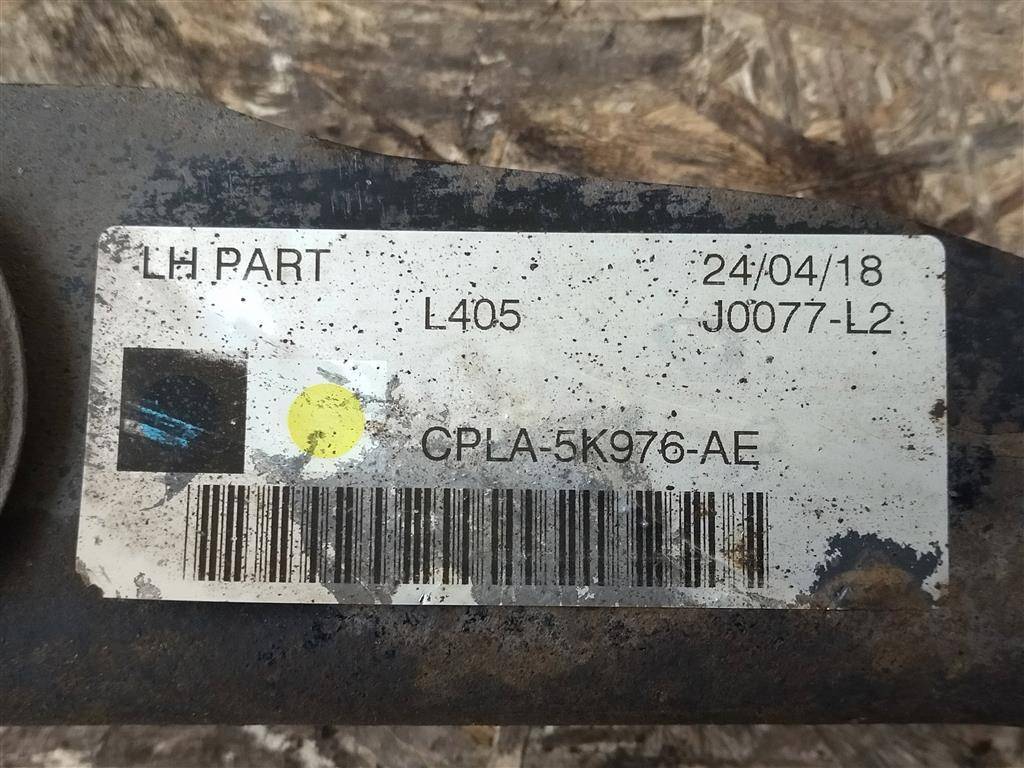 LH PART 24/04/18
L405 J0077-L2
CPLA-5K976-AE